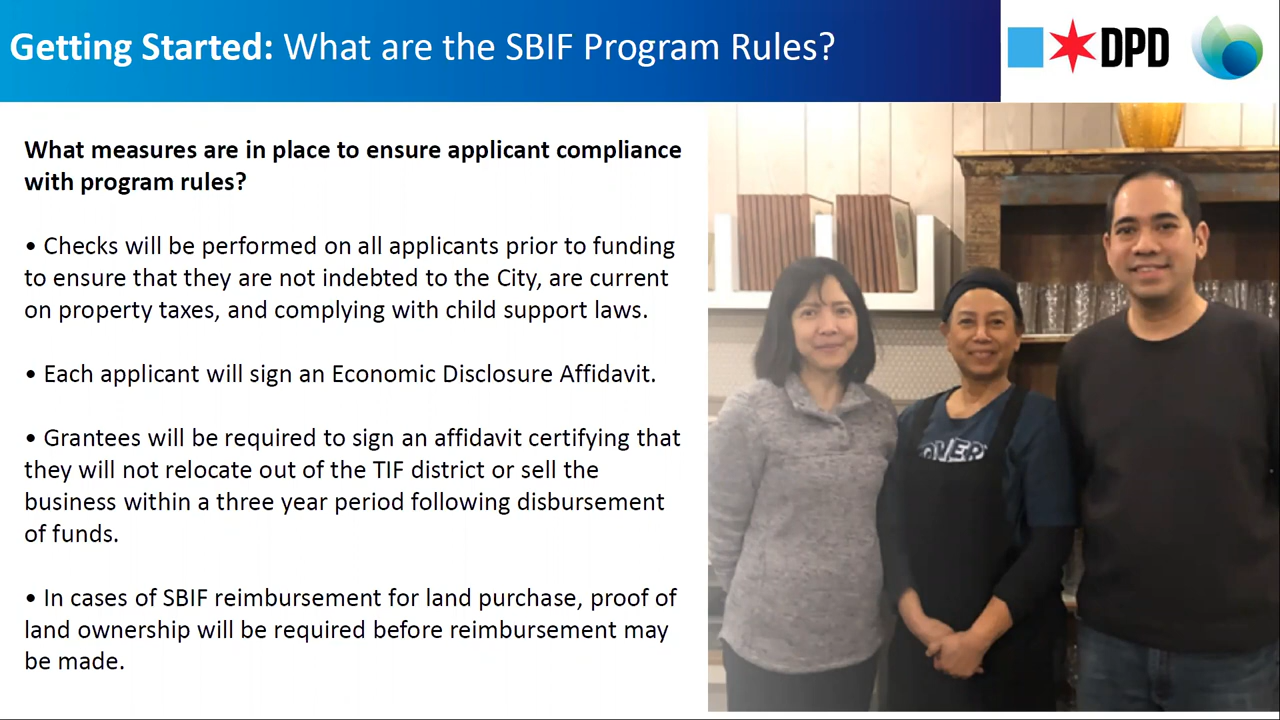 Getting Started: What are the SBIF Program Rules?
DPD
What measures are in place to ensure applicant compliance
with program rules?
• Checks will be performed on all applicants prior to funding
to ensure that they are not indebted to the City, are current
on property taxes, and complying with child support laws.
• Each applicant will sign an Economic Disclosure Affidavit.
• Grantees will be required to sign an affidavit certifying that
they will not relocate out of the TIF district or sell the
business within a three year period following disbursement
of funds.
• In cases of SBIF reimbursement for land purchase, proof of
land ownership will be required before reimbursement may
be made.